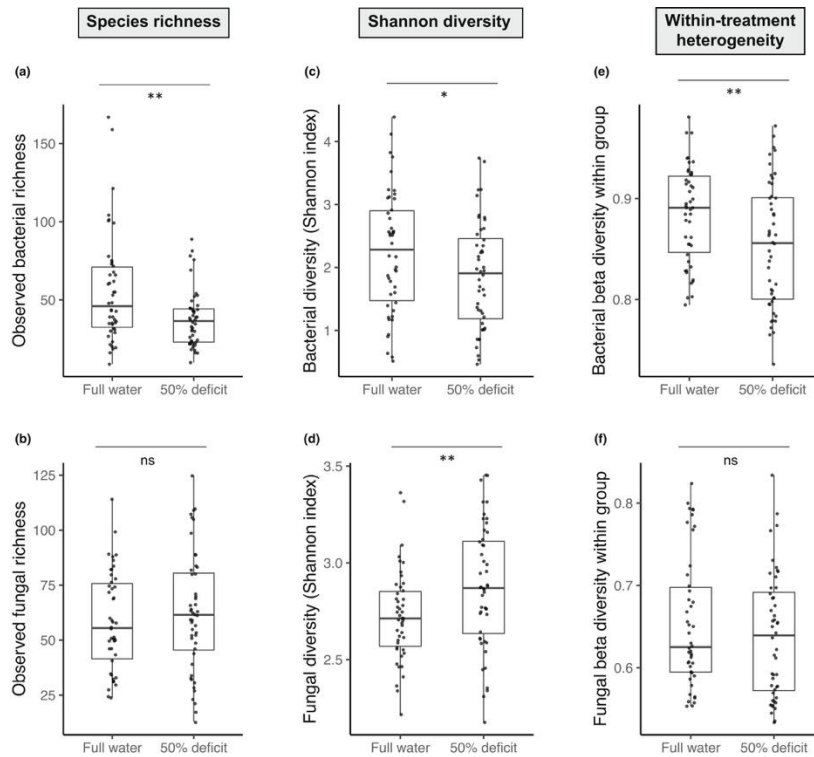 Species richness
Shannon diversity
Within-treatment
heterogeneity
(a)
**
Observed bacterial richness
150
100
50
Full water
50% deficit
(c)
*
Bacterial diversity (Shannon index)
4
3
2
1
Full water
50% deficit
(e)
**
Bacterial beta diversity within group
0.9
0.8
Full water
50% deficit
(b)
ns
Observed fungal richness
125
100
75
50
25
Full water
50% deficit
(d)
**
Fungal diversity (Shannon index)
3.5
3.0
2.5
Full water
50% deficit
(f)
ns
Fungal beta diversity within group
0.8
0.7
0.6
Full water
50% deficit